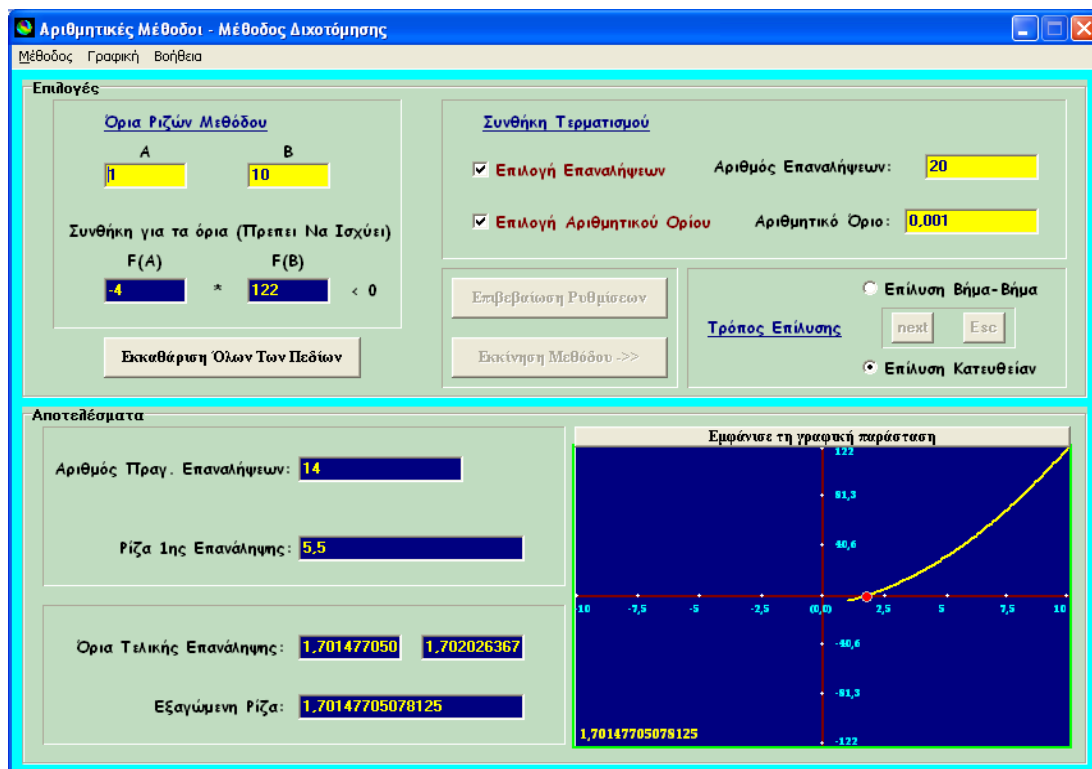 Αριθμητικές Μέθοδοι - Μέθοδος Διχοτόμησης
Μέθοδος Γραφική Βοήθεια
Επιλογές
Όρια Ριζών Μεθόδου
A B
1 10
Συνθήκη για τα όρια (Πρεπει Να Ισχύει)
F(A) F(B)
-4 * 122 < 0
Εκκαθάριση Όλων Των Πεδίων
Συνθήκη Τερματισμού
Επιλογή Επαναλήψεων Αριθμός Επαναλήψεων: 20
Επιλογή Αριθμητικού Ορίου Αριθμητικό Όριο: 0,001
Επιβεβαίωση Ρυθμίσεων
Εκκίνηση Μεθόδου ->>
Τρόπος Επίλυσης
Επίλυση Βήμα-Βήμα
next Esc
Επίλυση Κατευθείαν
Αποτελέσματα
Αριθμός Πραγ. Επαναλήψεων: 14
Ρίζα 1ης Επανάληψης: 5,5
Όρια Τελικής Επανάληψης: 1,701477050 1,702026367
Εξαγώμενη Ρίζα: 1,70147705078125
Εμφάνισε τη γραφική παράσταση
122
81,3
40,6
-10 -7,5 -5 -2,5 (0,0) 2,5 5 7,5 10
-40,6
-81,3
-122
1,70147705078125